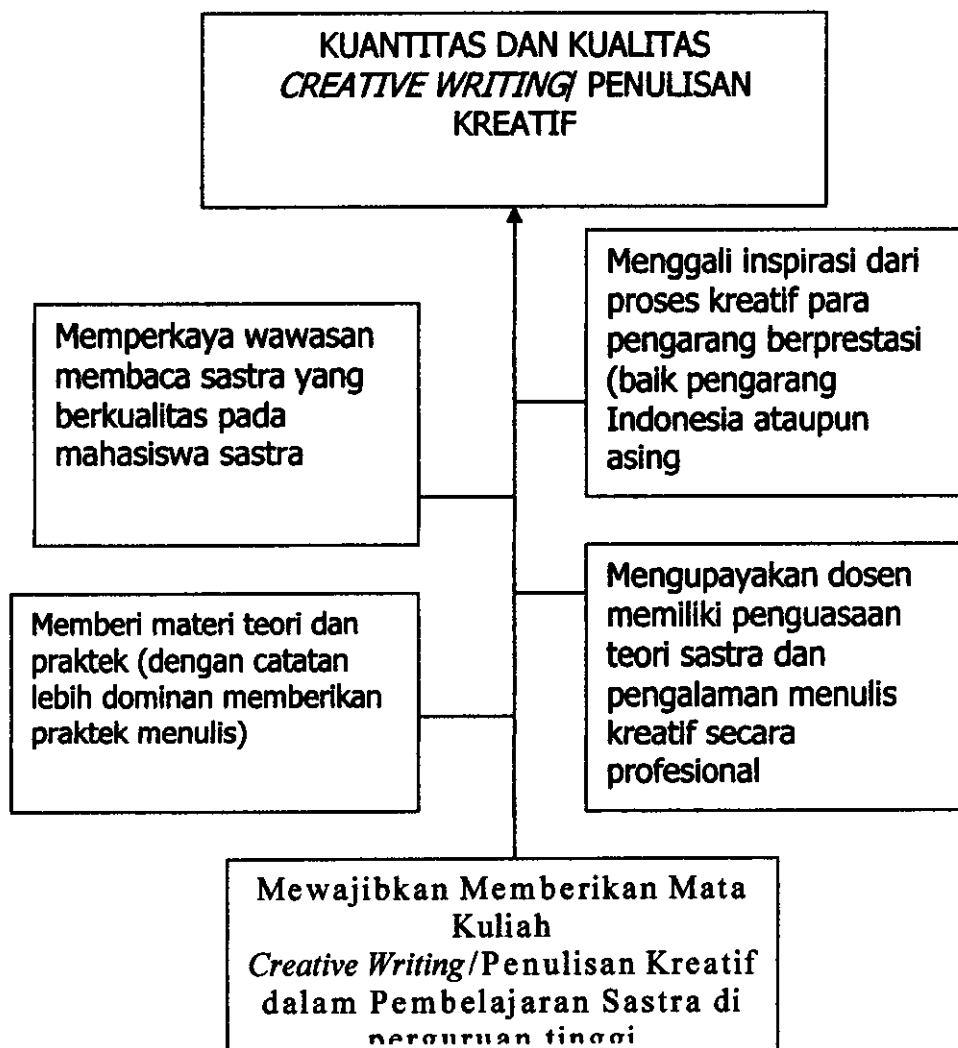 KUANTITAS DAN KUALITAS
CREATIVE WRITING/ PENULISAN
KREATIF
Menggali inspirasi dari
proses kreatif para
pengarang berprestasi
(baik pengarang
Indonesia ataupun
asing
Memperkaya wawasan
membaca sastra yang
berkualitas pada
mahasiswa sastra
Mengupayakan dosen
memiliki penguasaan
teori sastra dan
pengalaman menulis
kreatif secara
profesional
Memberi materi teori dan
praktek (dengan catatan
lebih dominan memberikan
praktek menulis)
Mewajibkan Memberikan Mata
Kuliah
Creative Writing/Penulisan Kreatif
dalam Pembelajaran Sastra di
perguruan tinggi